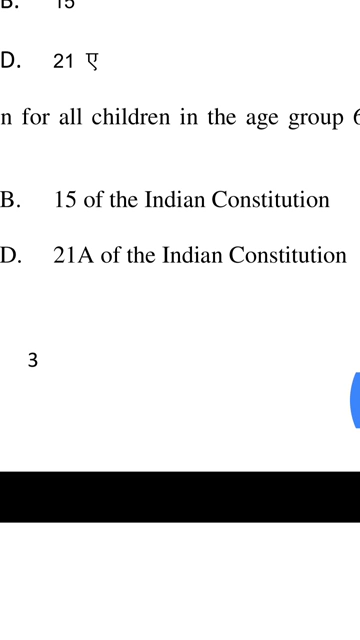 B. 15
D. 21 ए
n for all children in the age group 6
B. 15 of the Indian Constitution
D. 21A of the Indian Constitution
3